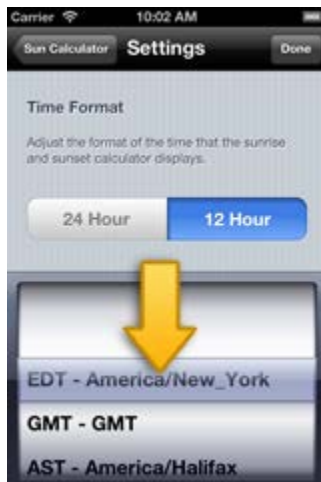 Carrier 10:02 AM
Sun Calculator Settings Done
Time Format
Adjust the format of the time that the sunrise
and sunset calculator displays.
24 Hour 12 Hour
EDT - America/New_York
GMT - GMT
AST - America/Halifax